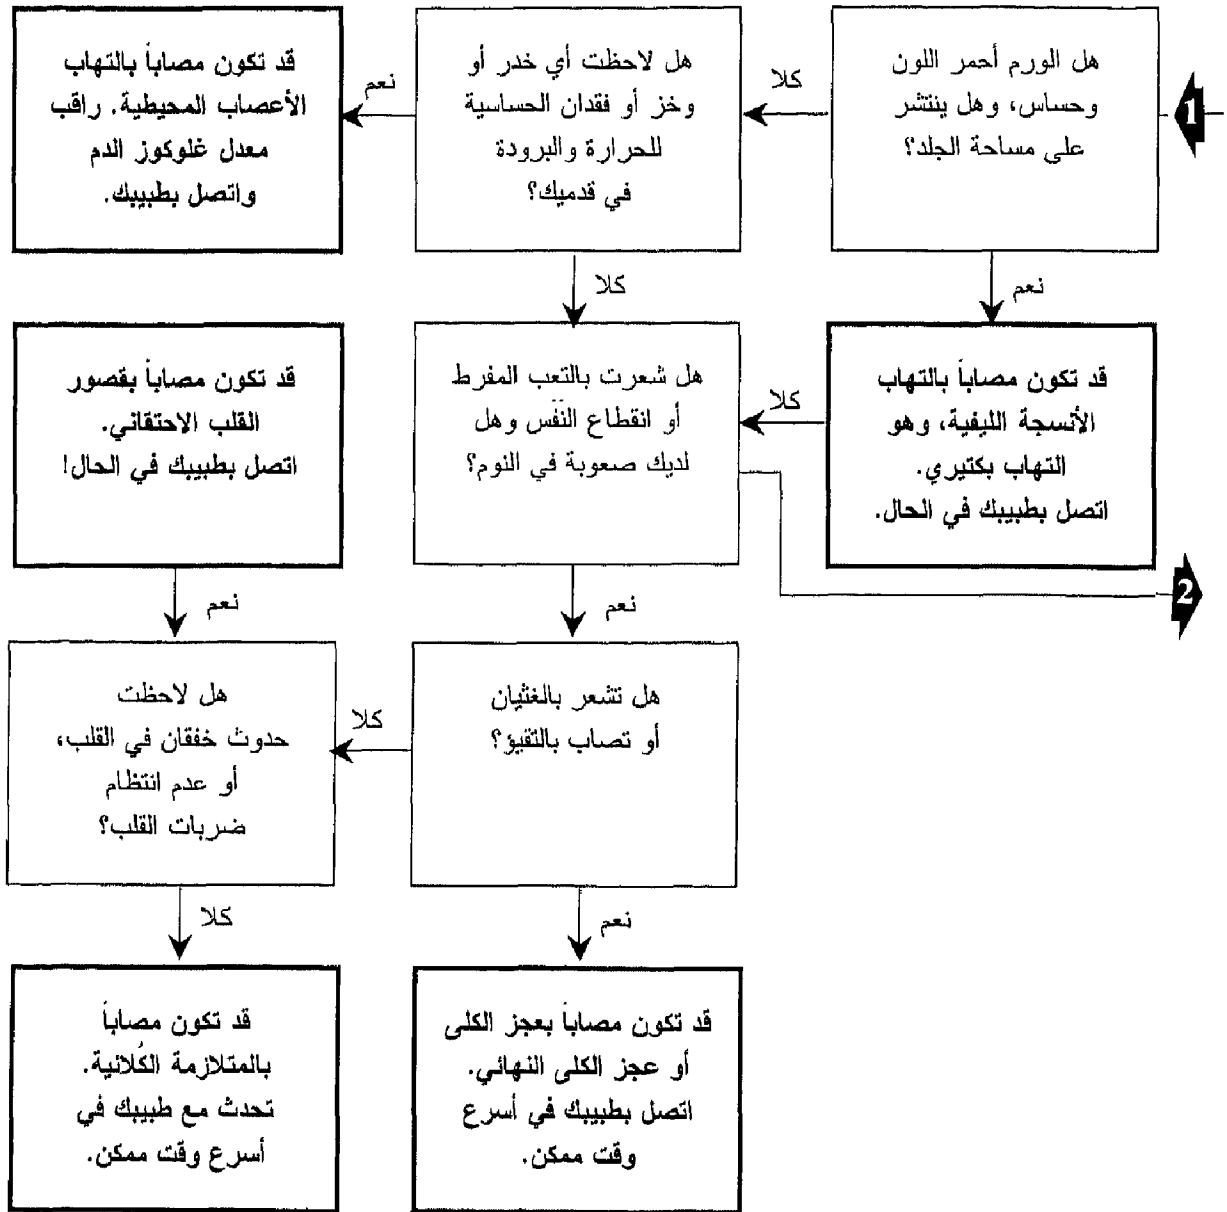 1
هل الورم أحمر اللون
وحساس، وهل ينتشر
على مساحة الجلد؟
كلا
هل لاحظت أي خدر أو
وخز أو فقدان الحساسية
للحرارة والبرودة
في قدميك؟
نعم
قد تكون مصاباً بالتهاب
الأعصاب المحيطية. راقب
معدل غلوكوز الدم
واتصل بطبيبك.
نعم
كلا
قد تكون مصاباً بالتهاب
الأنسجة الليفية، وهو
التهاب بكتيري.
اتصل بطبيبك في الحال.
كلا
هل شعرت بالتعب المفرط
أو انقطاع النَفَس وهل
لديك صعوبة في النوم؟
قد تكون مصاباً بقصور
القلب الاحتقاني.
اتصل بطبيبك في الحال!
2
نعم
نعم
هل تشعر بالغثيان
أو تصاب بالتقيؤ؟
كلا
هل لاحظت
حدوث خفقان في القلب،
أو عدم انتظام
ضربات القلب؟
نعم
كلا
قد تكون مصاباً بعجز الكلى
أو عجز الكلى النهائي.
اتصل بطبيبك في أسرع
وقت ممكن.
قد تكون مصاباً
بالمتلازمة الكُلائية.
تحدث مع طبيبك في
أسرع وقت ممكن.